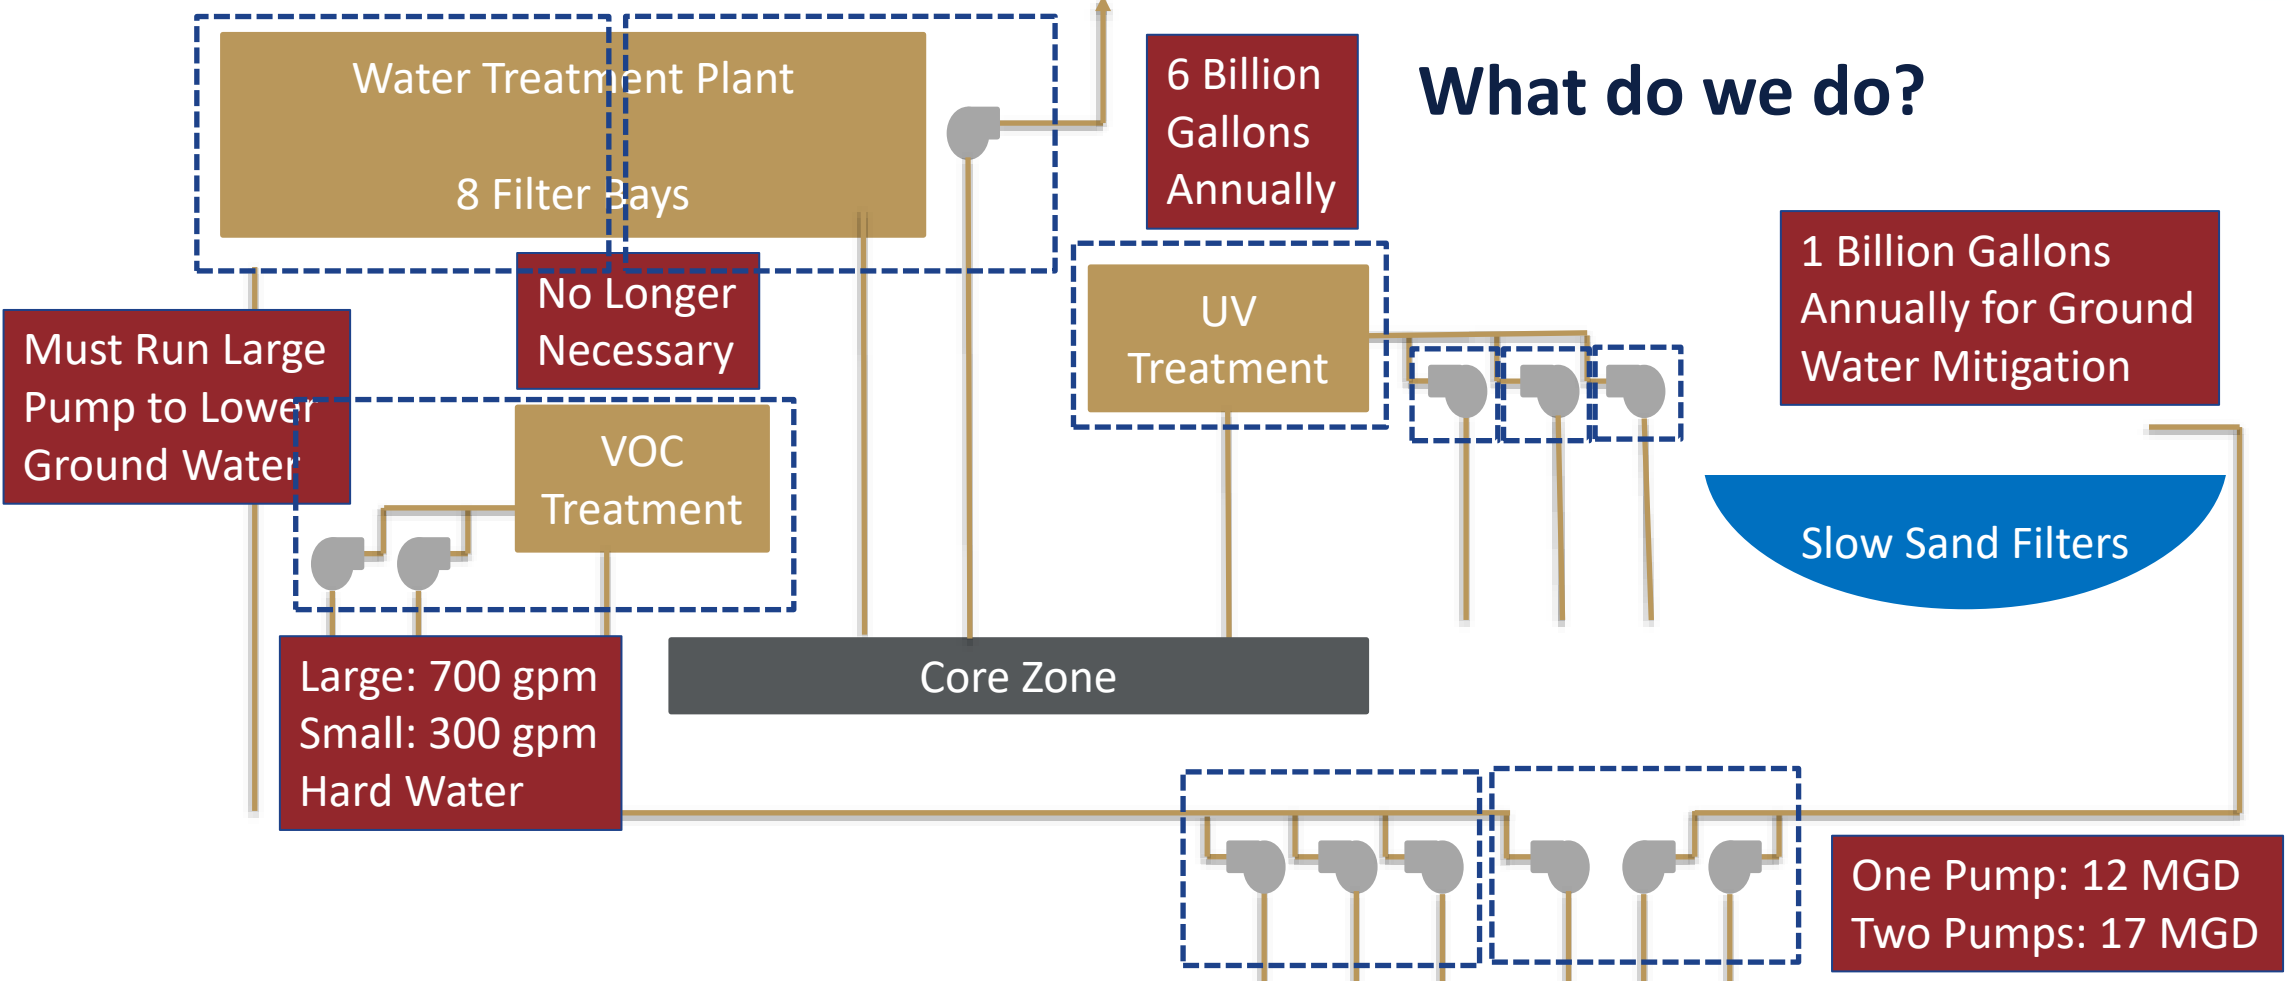 What do we do?
Water Treatment Plant
8 Filter Bays
6 Billion
Gallons
Annually
1 Billion Gallons
Annually for Ground
Water Mitigation
No Longer
Necessary
UV
Treatment
Must Run Large
Pump to Lower
Ground Water
VOC
Treatment
Slow Sand Filters
Large: 700 gpm
Small: 300 gpm
Hard Water
Core Zone
One Pump: 12 MGD
Two Pumps: 17 MGD